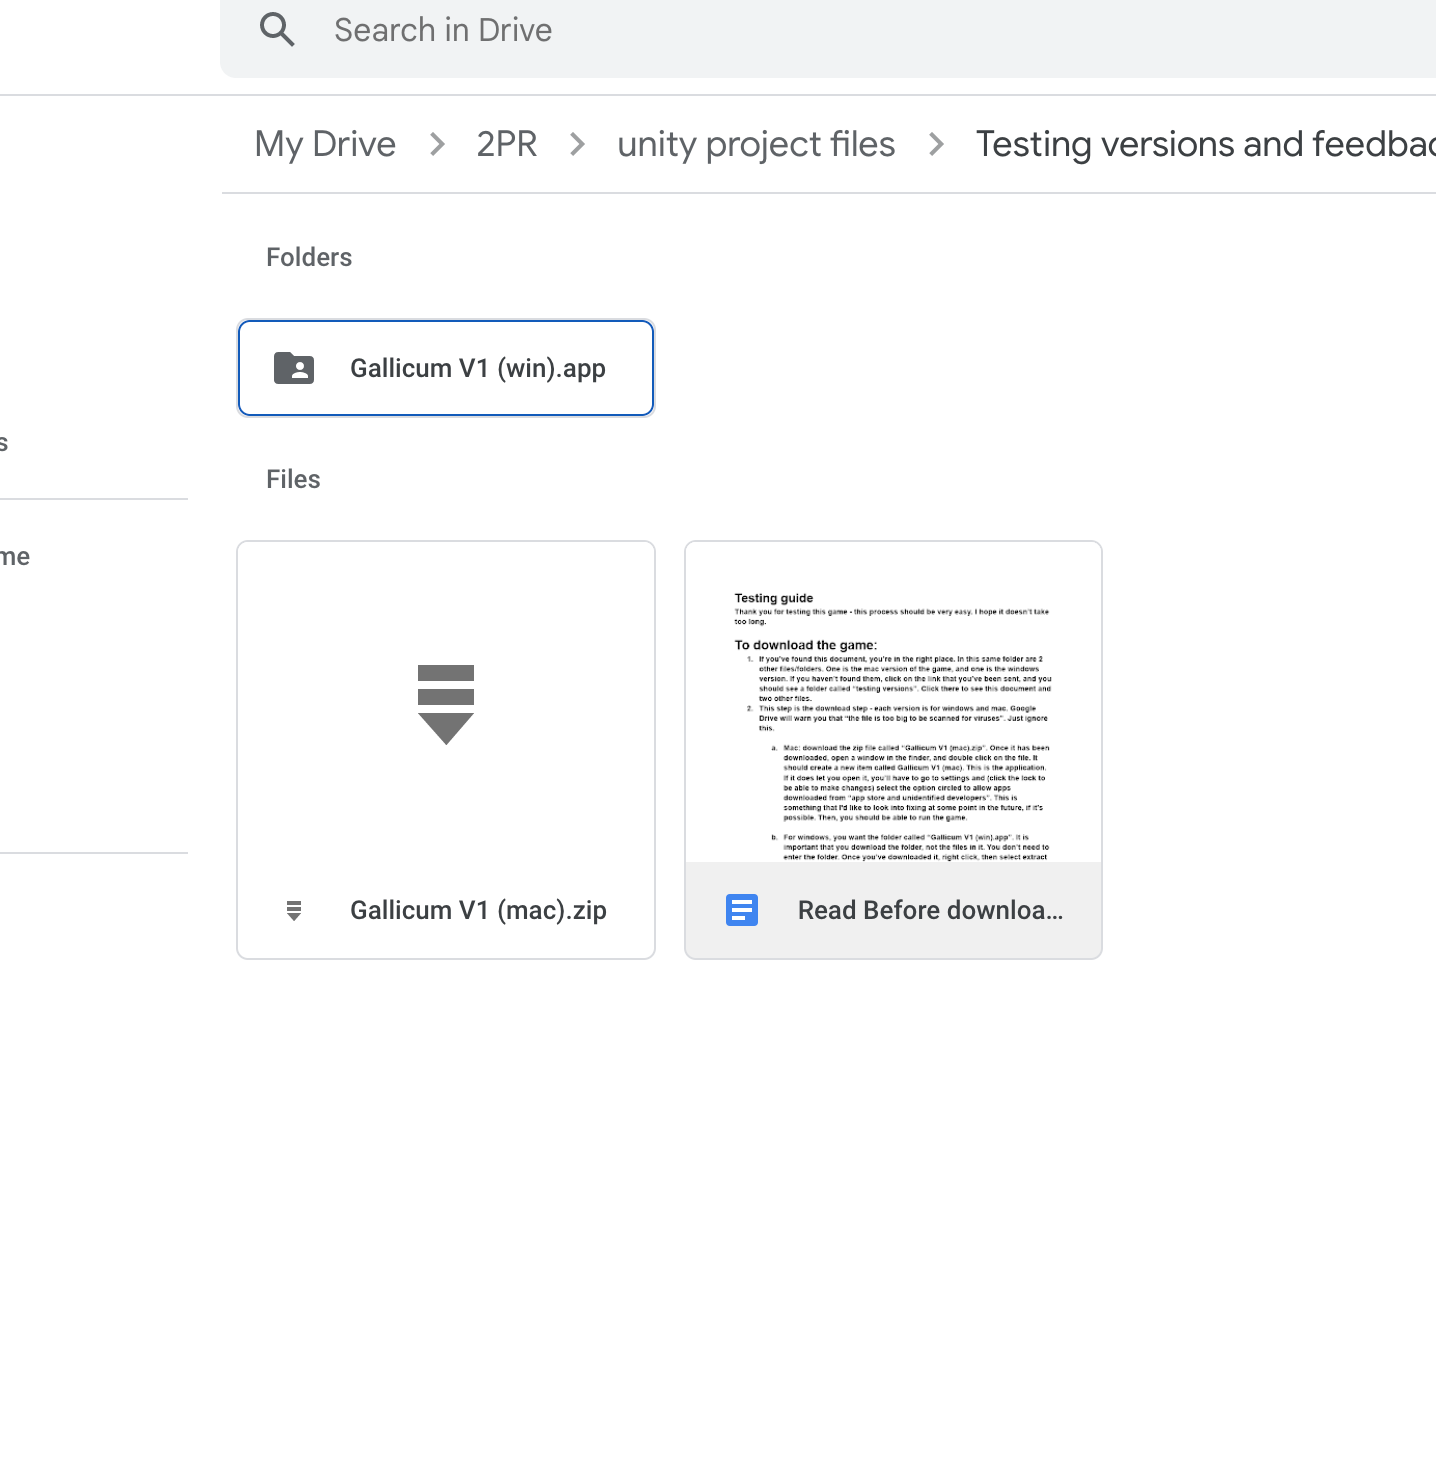 Search in Drive
My Drive > 2PR > unity project files > Testing versions and feedbac
Folders
Gallicum V1 (win).app
s
Files
me
Testing guide
Thank you for testing this game - this process should be very easy. I hope it doesn't take
too long.
To download the game:
1. If you've found this document, you're in the right place. In this same folder are 2
other files/folders. One is the mac version of the game, and one is the windows
version. If you haven't found them, click on the link that you've been sent, and you
should see a folder called "testing versions". Click there to see this document and
two other files.
2. This step is the download step - each version is for windows and mac. Google
Drive will warn you that "the file is too big to be scanned for viruses". Just ignore
this.
a. Mac: download the zip file called "Gallicum V1 (mac).zip". Once it has been
downloaded, open a window in the finder, and double click on the file. It
should create a new item called Gallicum V1 (mac). This is the application.
If it does let you open it, you'll have to go to settings and (click the lock to
be able to make changes) select the option circled to allow apps
downloaded from "app store and unidentified developers". This is
something that I'd like to look into fixing at some point in the future, if it's
possible. Then, you should be able to run the game.
b. For windows, you want the folder called "Gallicum V1 (win).app". It is
important that you download the folder, not the files in it. You don't need to
enter the folder. Once you've downloaded it, right click, then select extract
Gallicum V1 (mac).zip
Read Before downloa...